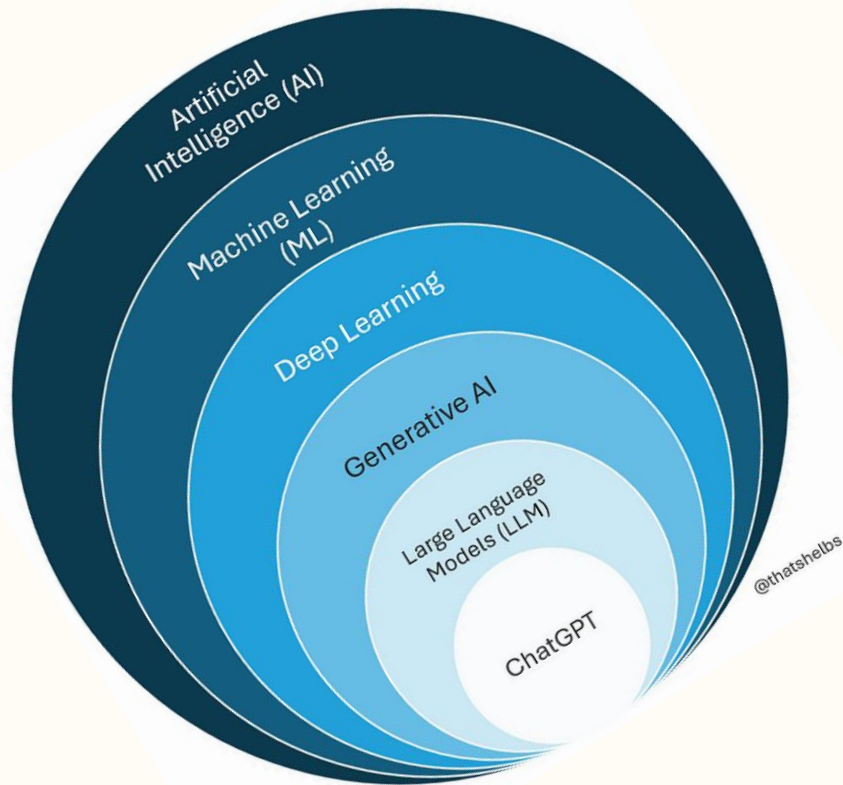 Artificial
Intelligence (AI)
Machine Learning
(ML)
Deep Learning
Generative AI
Large Language
Models (LLM)
ChatGPT
@thatshelbs